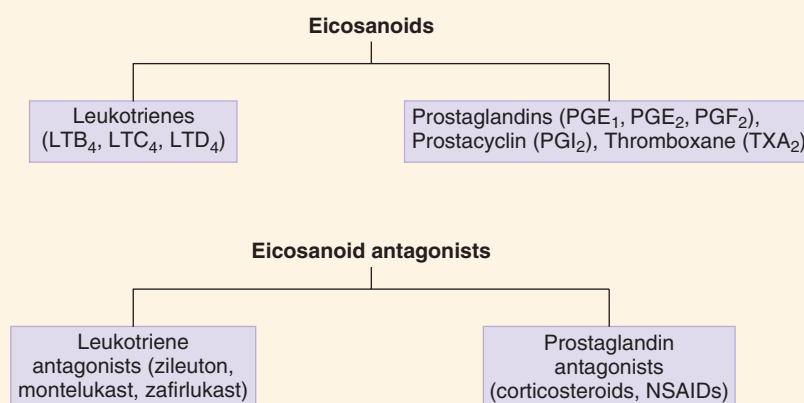 Eicosanoids
Leukotrienes
(LTB₄, LTC₄, LTD₄)
Prostaglandins (PGE₁, PGE₂, PGF₂),
Prostacyclin (PGI₂), Thromboxane (TXA₂)
Eicosanoid antagonists
Leukotriene
antagonists (zileuton,
montelukast, zafirlukast)
Prostaglandin
antagonists
(corticosteroids, NSAIDs)